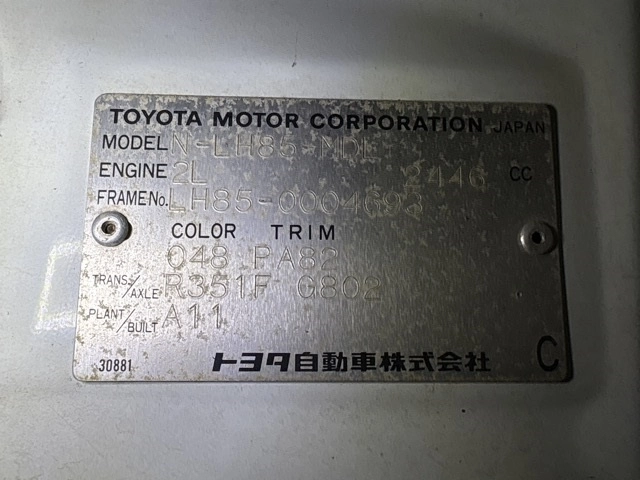 TOYOTA MOTOR CORPORATION JAPAN
MODEL N-LH85-MDL
ENGINE 2L 2446 CC
FRAME No. LH85-0004693
COLOR TRIM
048 PA82
TRANS/AXLE R351F G802
PLANT/BUILT A11
30881 トヨタ自動車株式会社 C